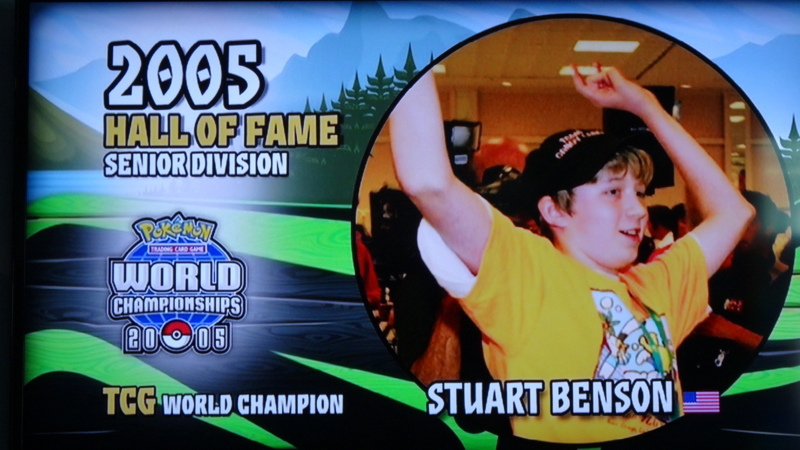 2005
HALL OF FAME
SENIOR DIVISION
POKÉMON
TRADING CARD GAME
WORLD
CHAMPIONSHIPS
2005
TCG WORLD CHAMPION
STUART BENSON